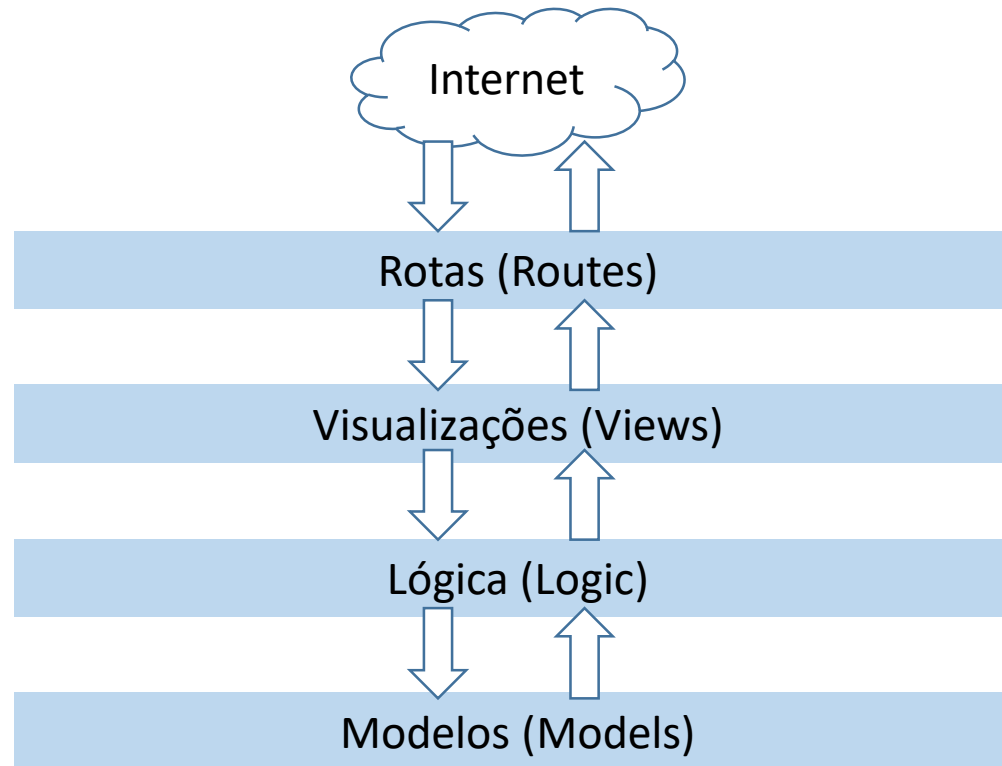 Internet
Rotas (Routes)
Visualizações (Views)
Lógica (Logic)
Modelos (Models)